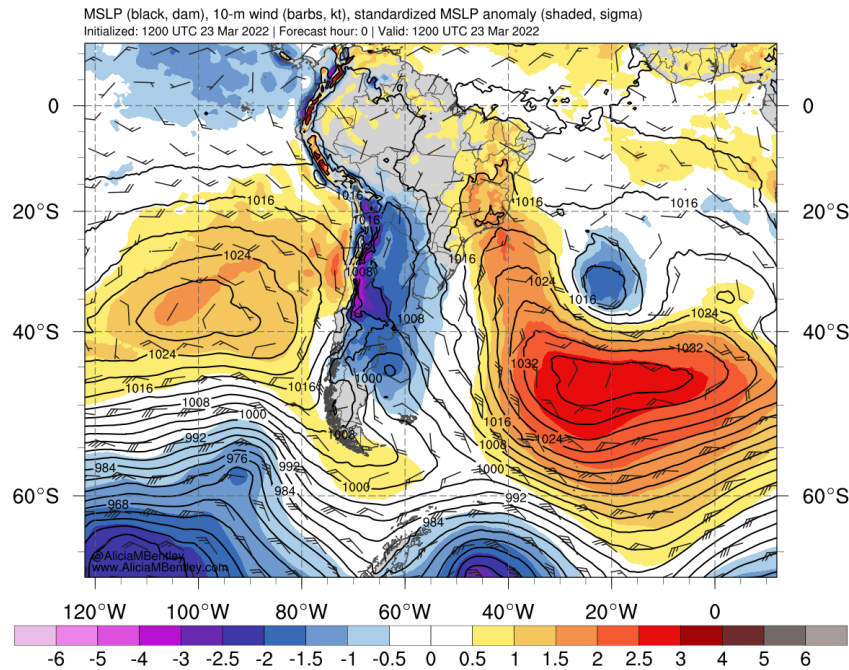 MSLP (black, dam), 10-m wind (barbs, kt), standardized MSLP anomaly (shaded, sigma)
Initialized: 1200 UTC 23 Mar 2022 | Forecast hour: 0 | Valid: 1200 UTC 23 Mar 2022
0 0
1016 1016 1016 1016
20°S 20°S
1016
1024 1016
1008 1024
1016
1008 1024
40°S 40°S
1024 1032 1032
1016 1016 1000
1008 1000 1016
992 1008 1008 1024
976 992 1000
984 1000 992
60°S 984 60°S
968 984
@AliciaMBentley
www.AliciaMBentley.com
120°W 100°W 80°W 60°W 40°W 20°W 0
-6 -5 -4 -3 -2.5 -2 -1.5 -1 -0.5 0 0.5 1 1.5 2 2.5 3 4 5 6